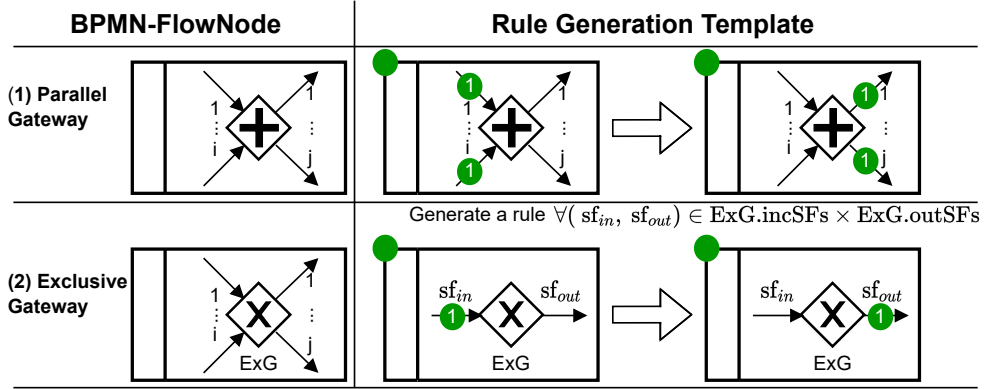 BPMN-FlowNode
Rule Generation Template
(1) Parallel
Gateway
1
...
i
1
...
j
1
1
...
i
1
1
...
j
1
...
i
1
1
...
1
j
Generate a rule ∀( sf_in, sf_out) ∈ ExG.incSFs × ExG.outSFs
(2) Exclusive
Gateway
1
...
i
X
1
...
j
ExG
sf_in
sf_out
1
X
ExG
sf_in
sf_out
X
1
ExG